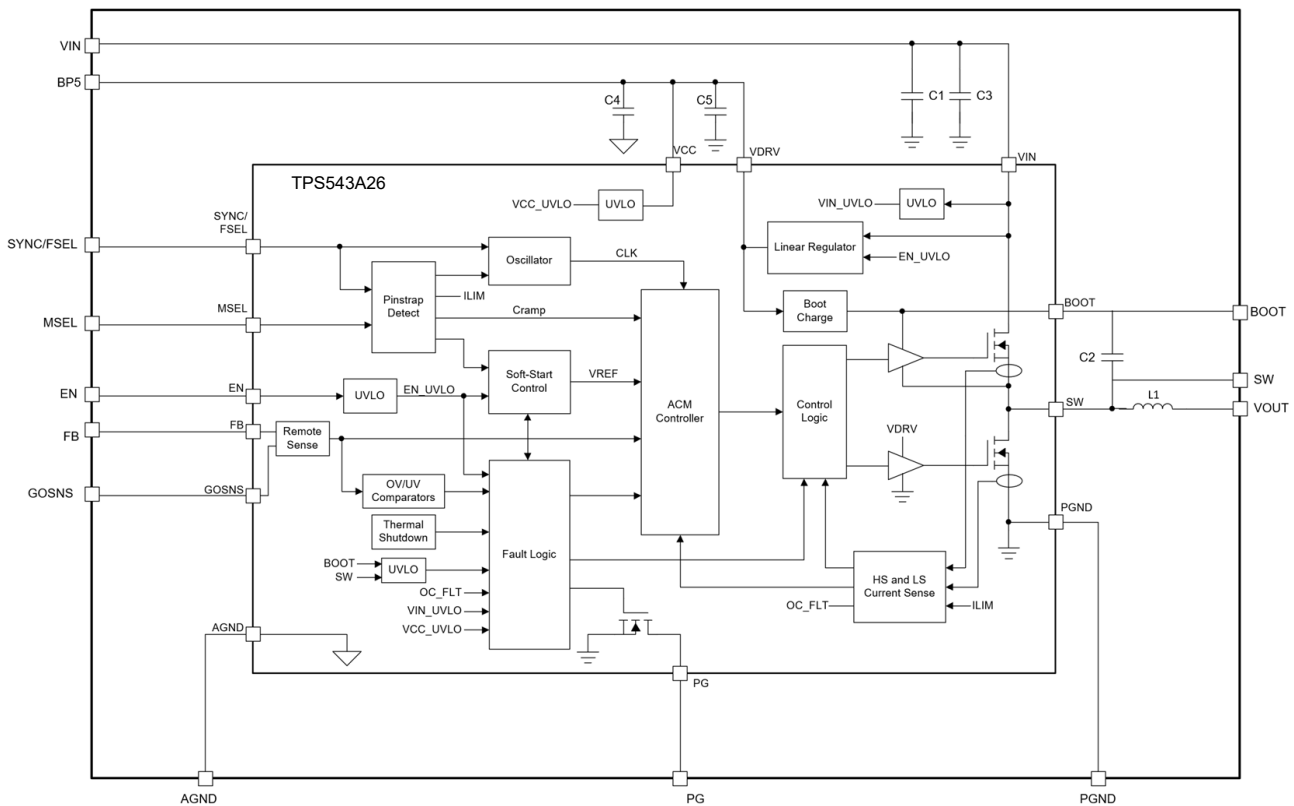 VIN
BP5
C4
C5
C1
C3
VCC
VDRV
VIN
TPS543A26
VCC_UVLO
UVLO
VIN_UVLO
UVLO
SYNC/
FSEL
SYNC/FSEL
Oscillator
CLK
Linear Regulator
EN_UVLO
Pinstrap
Detect
ILIM
Boot
Charge
BOOT
BOOT
MSEL
MSEL
Cramp
C2
Soft-Start
Control
VREF
EN
EN
UVLO
EN_UVLO
ACM
Controller
Control
Logic
SW
SW
L1
VOUT
FB
FB
Remote
Sense
VDRV
GOSNS
GOSNS
OV/UV
Comparators
PGND
Thermal
Shutdown
Fault Logic
BOOT
SW
UVLO
OC_FLT
VIN_UVLO
VCC_UVLO
HS and LS
Current Sense
OC_FLT
ILIM
AGND
PG
AGND
PG
PGND